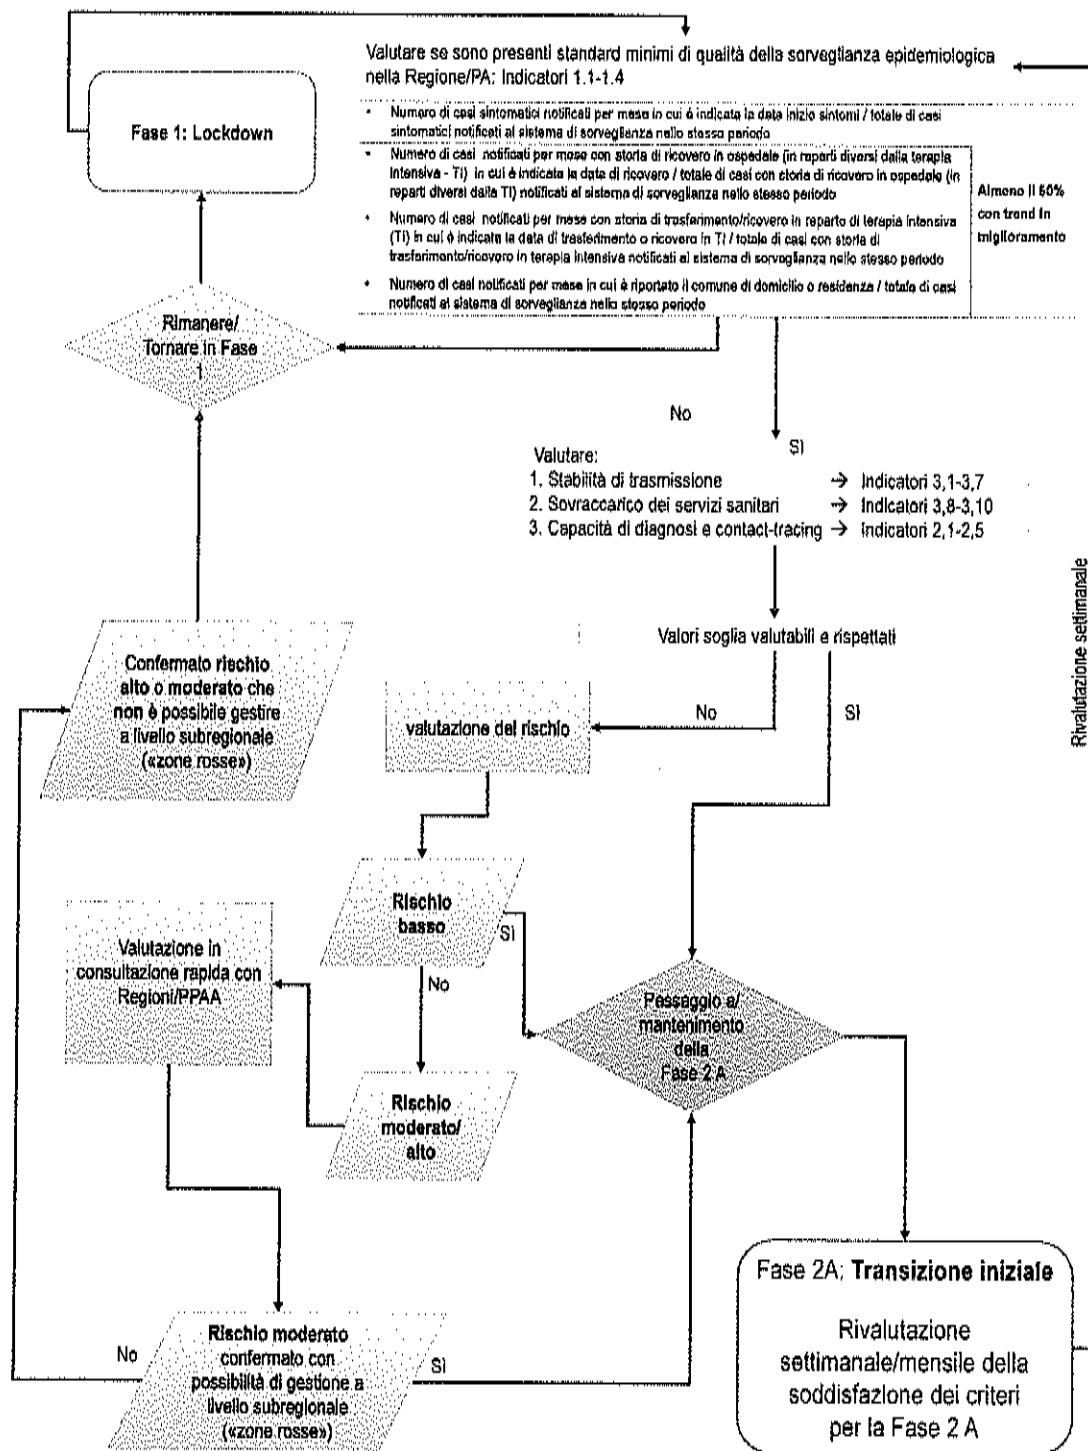 Valutare se sono presenti standard minimi di qualità della sorveglianza epidemiologica
nella Regione/PA: Indicatori 1.1-1.4
Fase 1: Lockdown
• Numero di casi sintomatici notificati per mese in cui è indicata la data inizio sintomi / totale di casi
sintomatici notificati al sistema di sorveglianza nello stesso periodo
• Numero di casi notificati per mese con storia di ricovero in ospedale (in reparti diversi dalla terapia
intensiva - TI) in cui è indicata la data di ricovero / totale di casi con storia di ricovero in ospedale (in
reparti diversi dalla TI) notificati al sistema di sorveglianza nello stesso periodo
• Numero di casi notificati per mese con storia di trasferimento/ricovero in reparto di terapia intensiva
(TI) in cui è indicata la data di trasferimento o ricovero in TI / totale di casi con storia di
trasferimento/ricovero in terapia intensiva notificati al sistema di sorveglianza nello stesso periodo
• Numero di casi notificati per mese in cui è riportato il comune di domicilio o residenza / totale di casi
notificati al sistema di sorveglianza nello stesso periodo
Almeno il 60%
con trend in
miglioramento
Rimanere/
Tornare in Fase
1
No
Sì
Valutare:
1. Stabilità di trasmissione → Indicatori 3,1-3,7
2. Sovraccarico dei servizi sanitari → Indicatori 3,8-3,10
3. Capacità di diagnosi e contact-tracing → Indicatori 2,1-2,5
Rivalutazione settimanale
Valori soglia valutabili e rispettati
Confermato rischio
alto o moderato che
non è possibile gestire
a livello subregionale
(«zone rosse»)
No
Sì
valutazione del rischio
Rischio
basso
Sì
No
Valutazione in
consultazione rapida con
Regioni/PPAA
Passaggio a/
mantenimento
della
Fase 2 A
Rischio
moderato/
alto
Fase 2A: Transizione iniziale
Rivalutazione
settimanale/mensile della
soddisfazione dei criteri
per la Fase 2 A
No
Rischio moderato
confermato con
possibilità di gestione a
livello subregionale
(«zone rosse»)
Sì